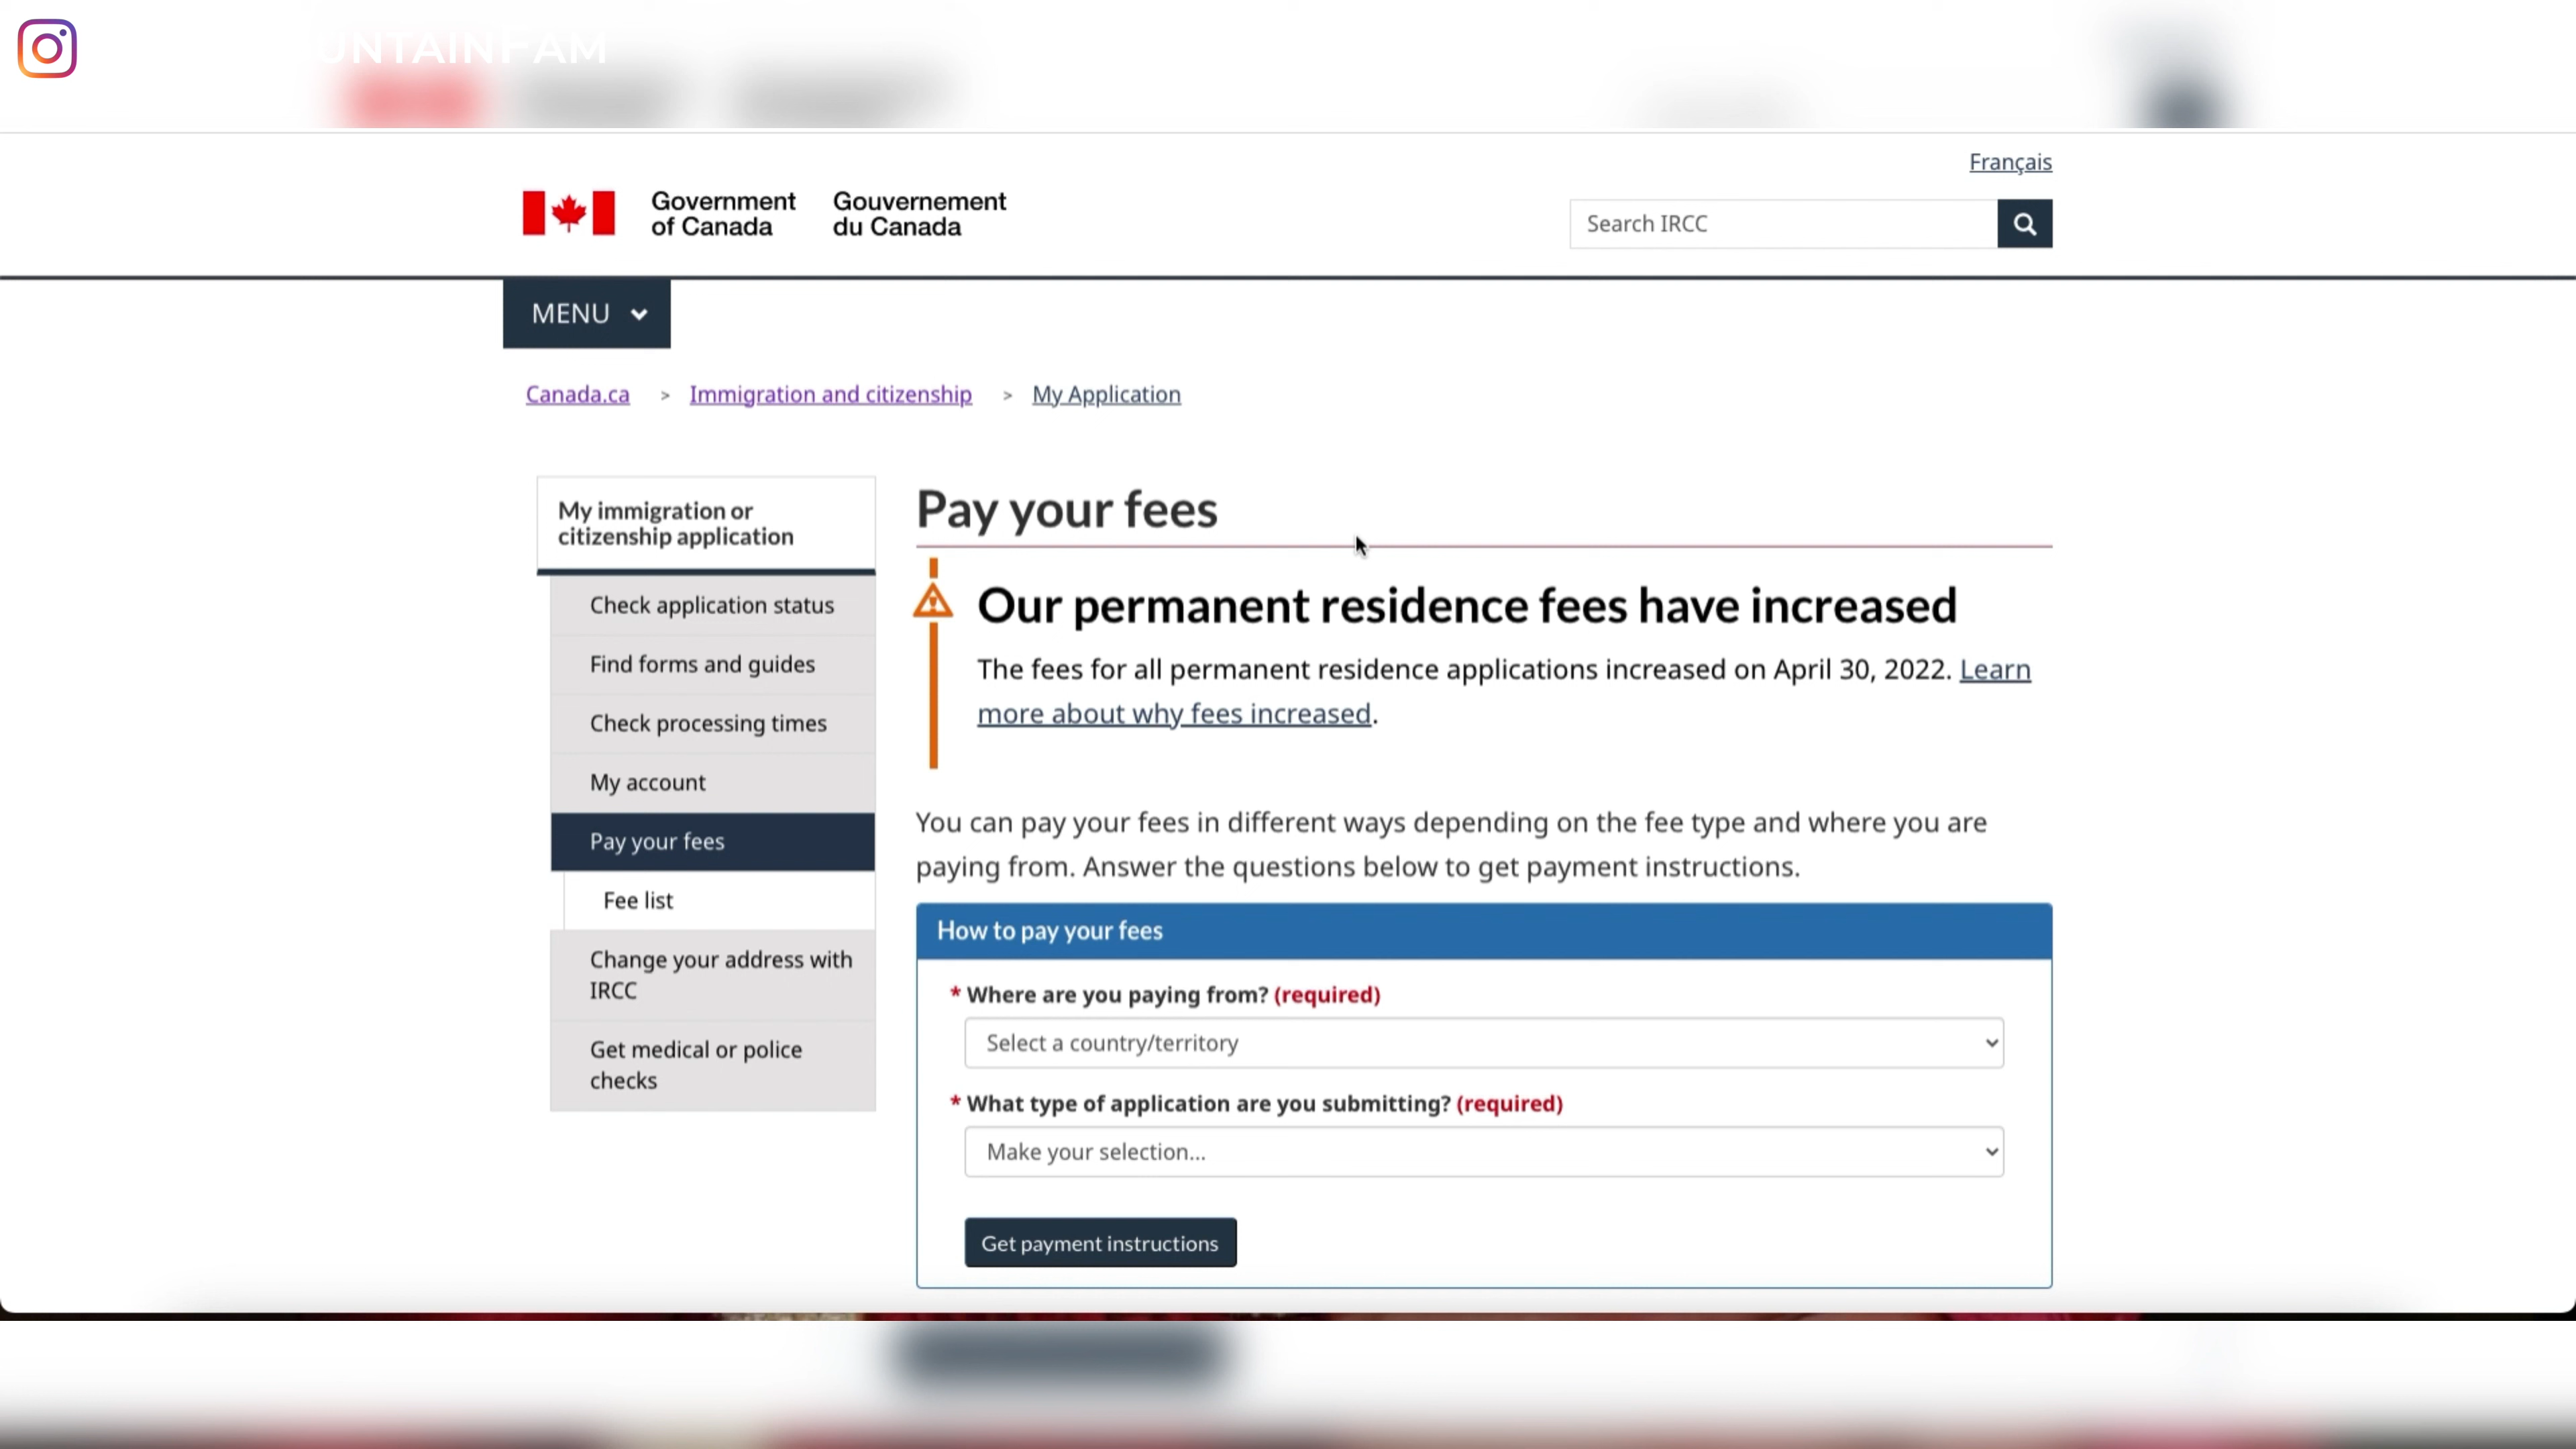 UNTAINFAM
Français
Government of Canada
Gouvernement du Canada
Search IRCC
MENU
Canada.ca > Immigration and citizenship > My Application
My immigration or
citizenship application
Check application status
Find forms and guides
Check processing times
My account
Pay your fees
Fee list
Change your address with
IRCC
Get medical or police
checks
Pay your fees
Our permanent residence fees have increased
The fees for all permanent residence applications increased on April 30, 2022. Learn
more about why fees increased.
You can pay your fees in different ways depending on the fee type and where you are
paying from. Answer the questions below to get payment instructions.
How to pay your fees
* Where are you paying from? (required)
Select a country/territory
* What type of application are you submitting? (required)
Make your selection...
Get payment instructions